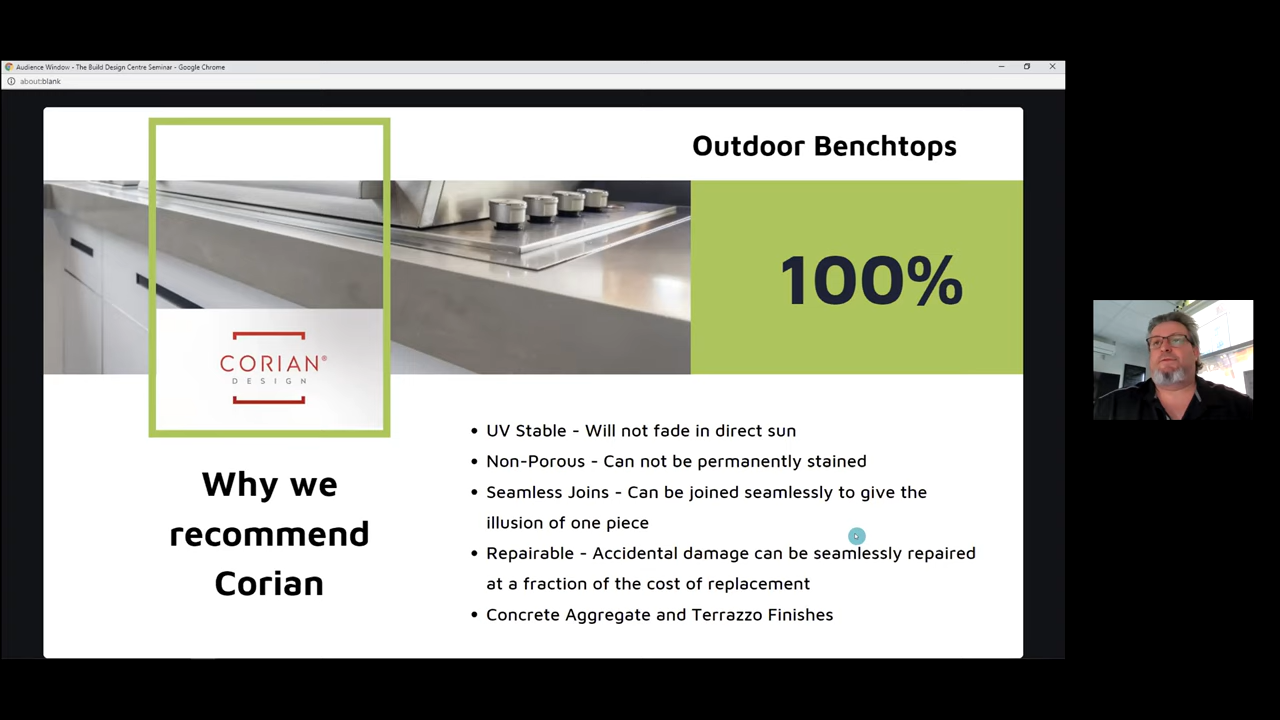 Audience Window - The Build Design Centre Seminar - Google Chrome
about:blank
Outdoor Benchtops
100%
CORIAN®
DESIGN
Why we
recommend
Corian
• UV Stable - Will not fade in direct sun
• Non-Porous - Can not be permanently stained
• Seamless Joins - Can be joined seamlessly to give the
illusion of one piece
• Repairable - Accidental damage can be seamlessly repaired
at a fraction of the cost of replacement
• Concrete Aggregate and Terrazzo Finishes